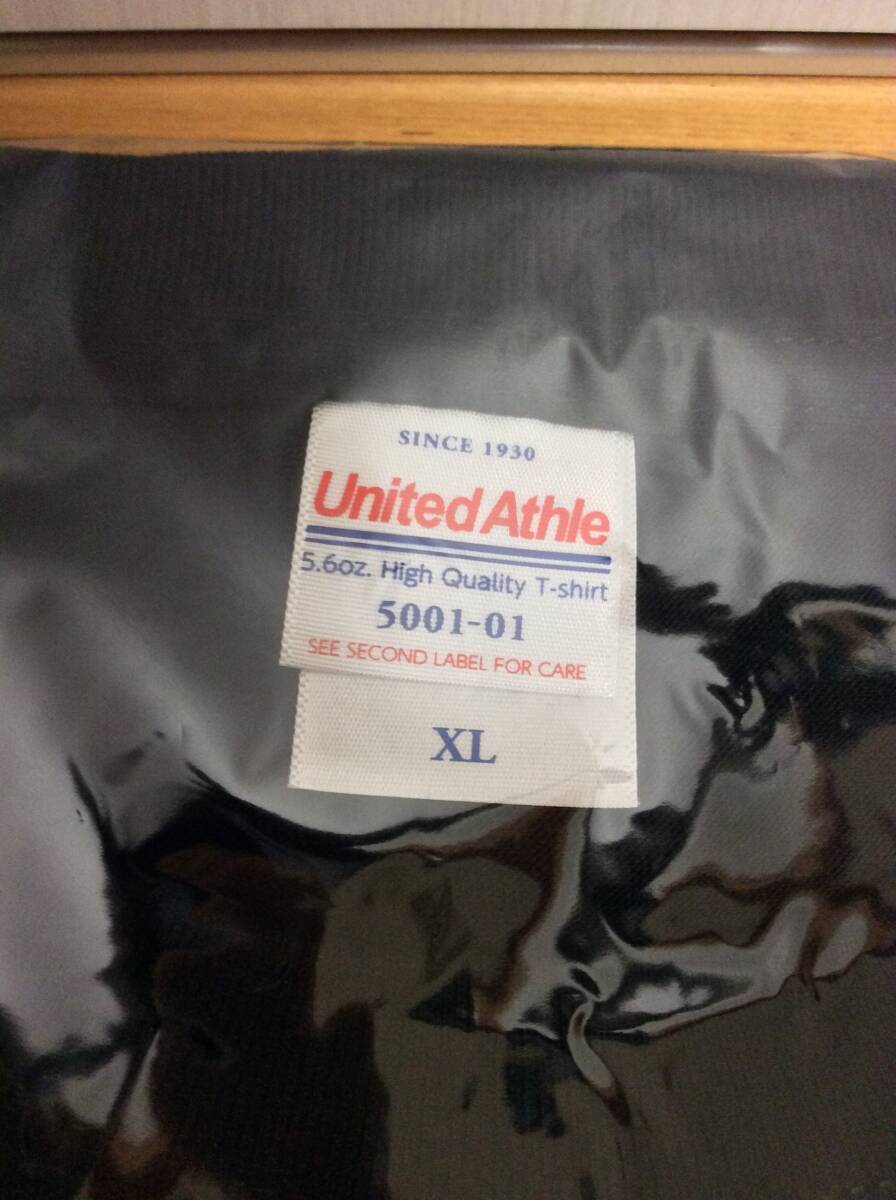 SINCE 1930
United Athle
5.6oz. High Quality T-shirt
5001-01
SEE SECOND LABEL FOR CARE
XL